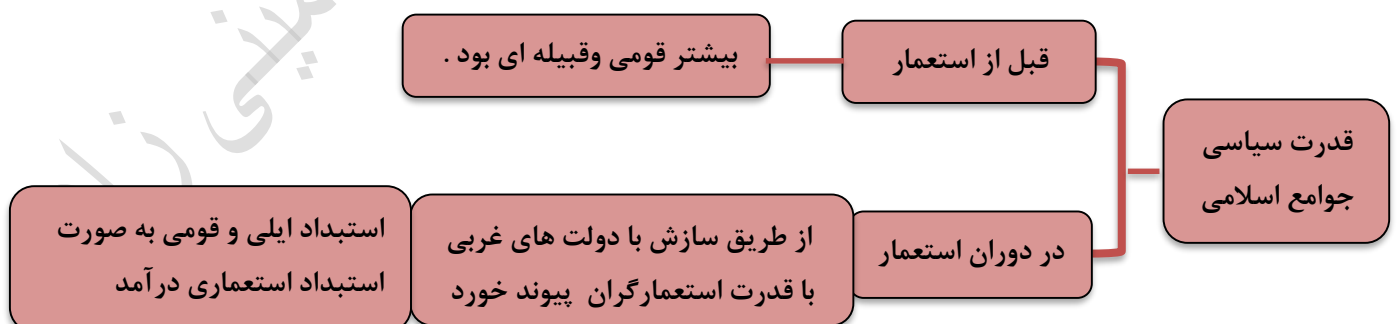 قدرت سیاسی
جوامع اسلامی
قبل از استعمار
بیشتر قومی وقبیله ای بود .
در دوران استعمار
از طریق سازش با دولت های غربی
با قدرت استعمارگران پیوند خورد
استبداد ایلی و قومی به صورت
استبداد استعماری درآمد